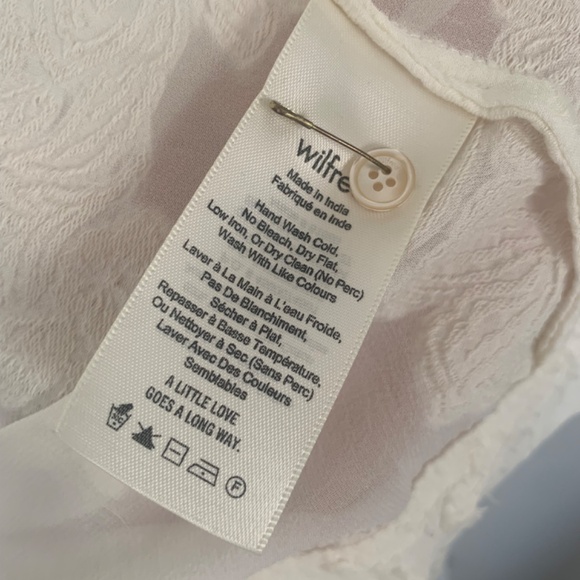 wilfre
Made in India
Fabriqué en Inde
Hand Wash Cold,
No Bleach, Dry Flat,
Low Iron, Or Dry Clean (No Perc)
Wash With Like Colours
Laver à La Main à L'eau Froide,
Pas De Blanchiment,
Sécher à Plat,
Repasser à Basse Température,
Ou Nettoyer à Sec (Sans Perc)
Laver Avec Des Couleurs
Semblables
A LITTLE LOVE
GOES A LONG WAY.
F